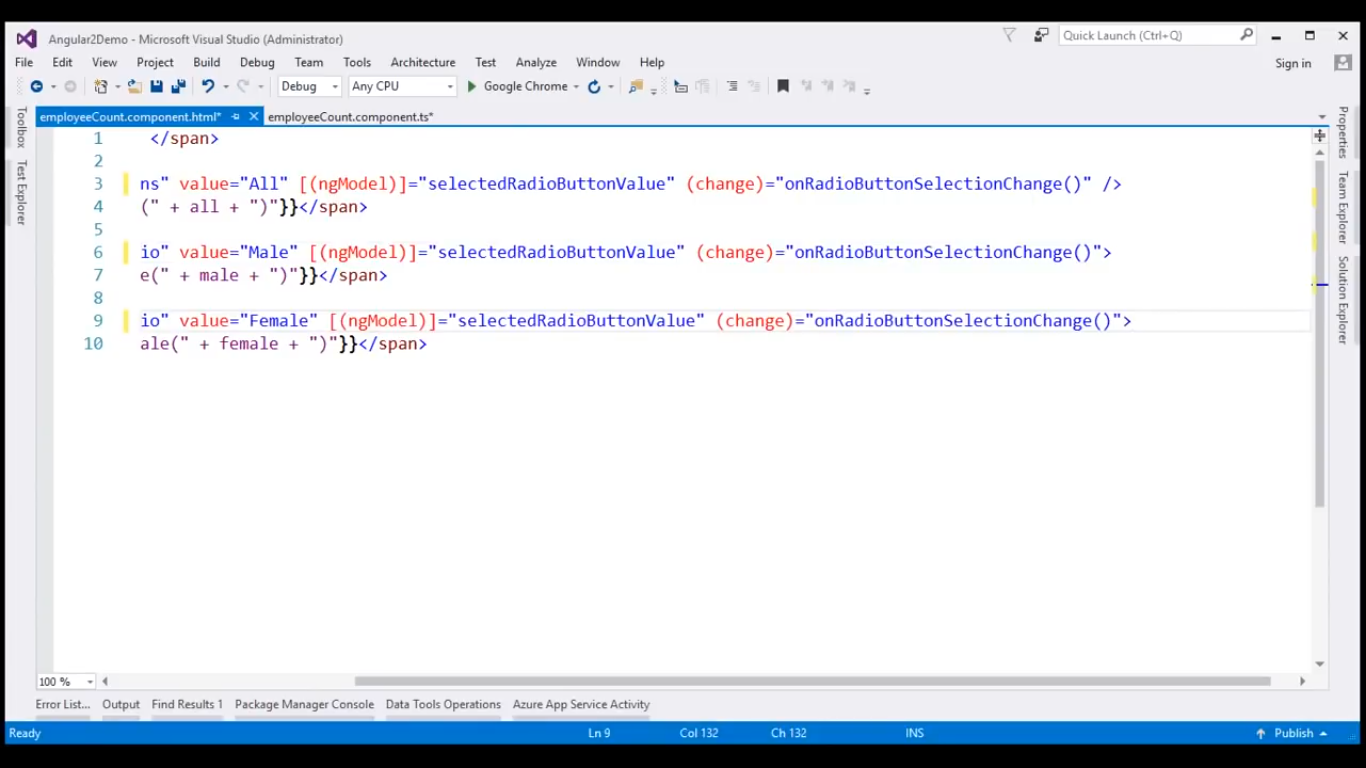 Angular2Demo - Microsoft Visual Studio (Administrator)
Quick Launch (Ctrl+Q)
File Edit View Project Build Debug Team Tools Architecture Test Analyze Window Help
Sign in
Debug Any CPU Google Chrome
employeeCount.component.html* employeeCount.component.ts*
Toolbox
Test Explorer
1 </span>
2
3 ns" value="All" [(ngModel)]="selectedRadioButtonValue" (change)="onRadioButtonSelectionChange()" />
4 (" + all + ")"}}</span>
5
6 io" value="Male" [(ngModel)]="selectedRadioButtonValue" (change)="onRadioButtonSelectionChange()">
7 e(" + male + ")"}}</span>
8
9 io" value="Female" [(ngModel)]="selectedRadioButtonValue" (change)="onRadioButtonSelectionChange()">
10 ale(" + female + ")"}}</span>
Properties
Team Explorer
Solution Explorer
100 %
Error List... Output Find Results 1 Package Manager Console Data Tools Operations Azure App Service Activity
Ready Ln 9 Col 132 Ch 132 INS Publish